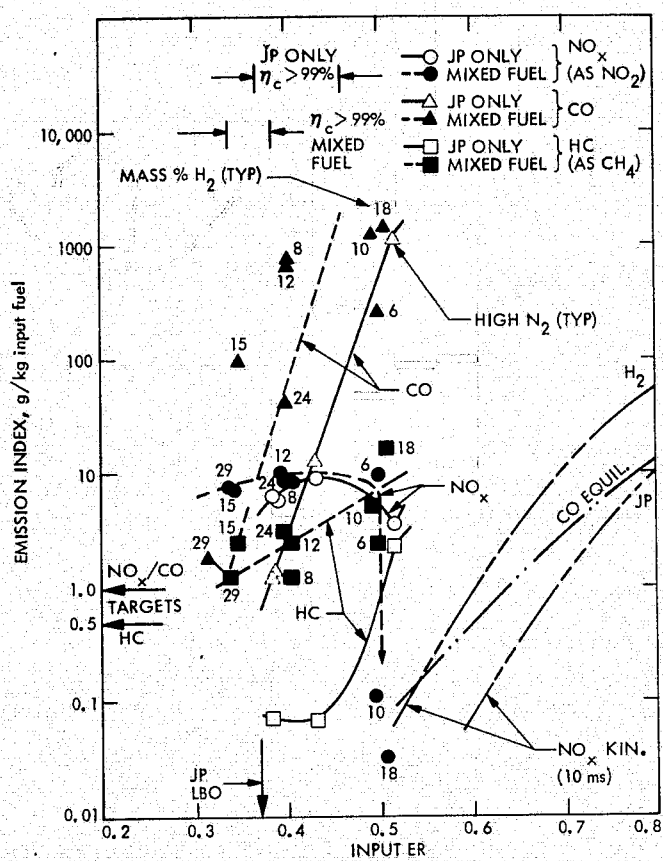 JP ONLY
ηc > 99%
JP ONLY
MIXED FUEL
NOx
(AS NO2)
JP ONLY
MIXED FUEL
CO
JP ONLY
MIXED FUEL
HC
(AS CH4)
ηc > 99%
MIXED
FUEL
MASS % H2 (TYP)
10,000
1000
100
10
1.0
0.5
0.1
0.01
EMISSION INDEX, g/kg input fuel
18
10
8
12
6
15
24
HIGH N2 (TYP)
CO
H2
18
12
6
29
24
8
15
10
NOx
CO EQUIL.
JP
15
24
12
6
29
8
29
NOx/CO
TARGETS
HC
HC
10
18
NOx KIN.
(10 ms)
JP
LBO
0.2
0.3
0.4
0.5
0.6
0.7
0.8
INPUT ER